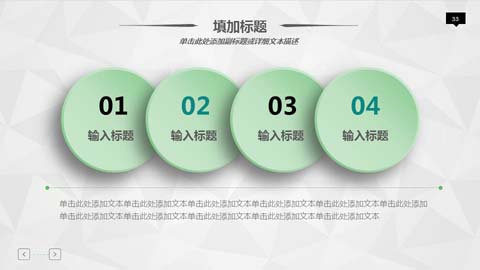 填加标题
33
单击此处添加副标题或详细文本描述
01
02
03
04
输入标题
输入标题
输入标题
输入标题
单击此处添加文本单击此处添加文本单击此处添加文本单击此处添加文本单击此处添加文本单击此处添加
单击此处添加文本单击此处添加文本单击此处添加文本单击此处添加文本单击此处添加文本